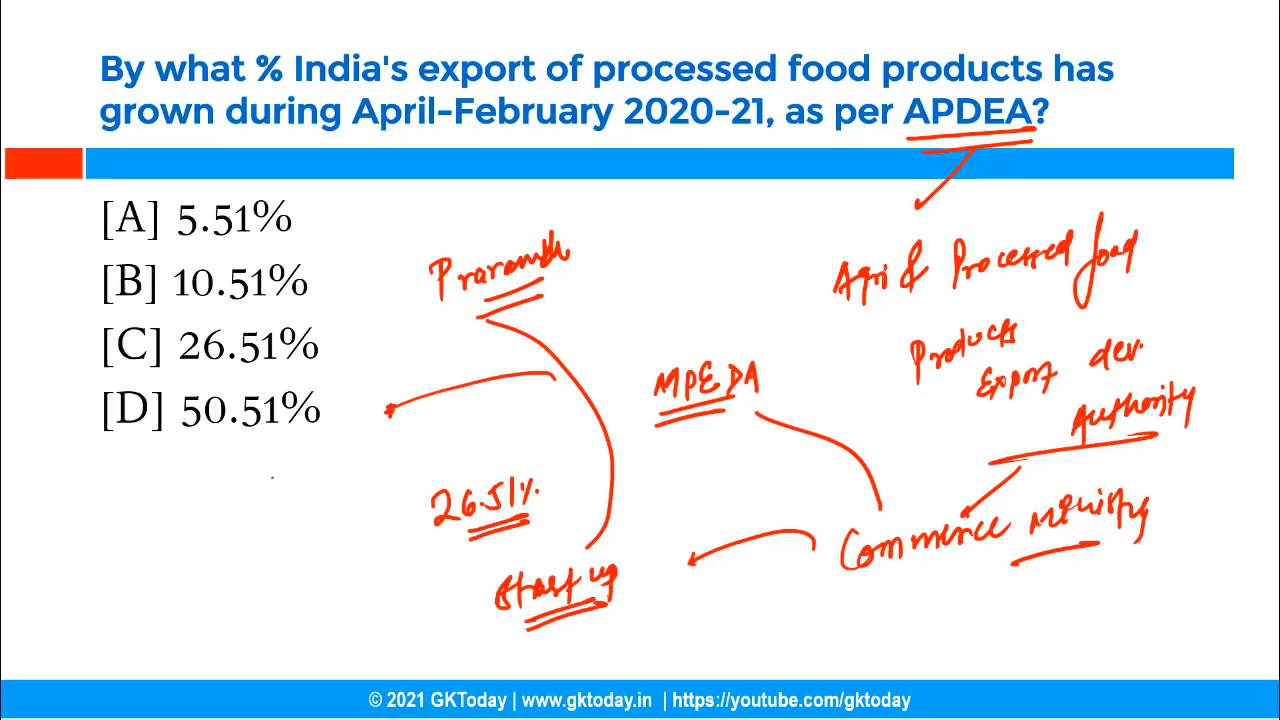 By what % India's export of processed food products has
grown during April-February 2020-21, as per APDEA?
[A] 5.51%
[B] 10.51%
[C] 26.51%
[D] 50.51%
Prarambh
26.51%
Start up
MPEDA
Agri & Processed food
Products
Export dev.
Authority
Commerce Ministry
© 2021 GKToday | www.gktoday.in | https://youtube.com/gktoday